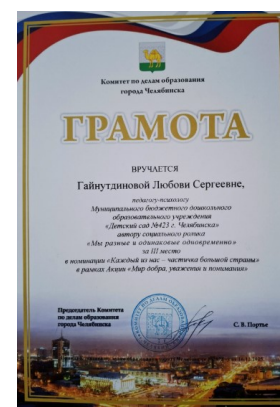 Комитет по делам образования
города Челябинска
ГРАМОТА
ВРУЧАЕТСЯ
Гайнутдиновой Любови Сергеевне,
педагогу-психологу
Муниципального бюджетного дошкольного
образовательного учреждения
«Детский сад №423 г. Челябинска»
автору социального ролика
«Мы разные и одинаковые одновременно»
за III место
в номинации «Каждый из нас – частичка большой страны»
в рамках Акции «Мир добра, уважения и понимания»
Председатель Комитета
по делам образования
города Челябинска
С. В. Портье